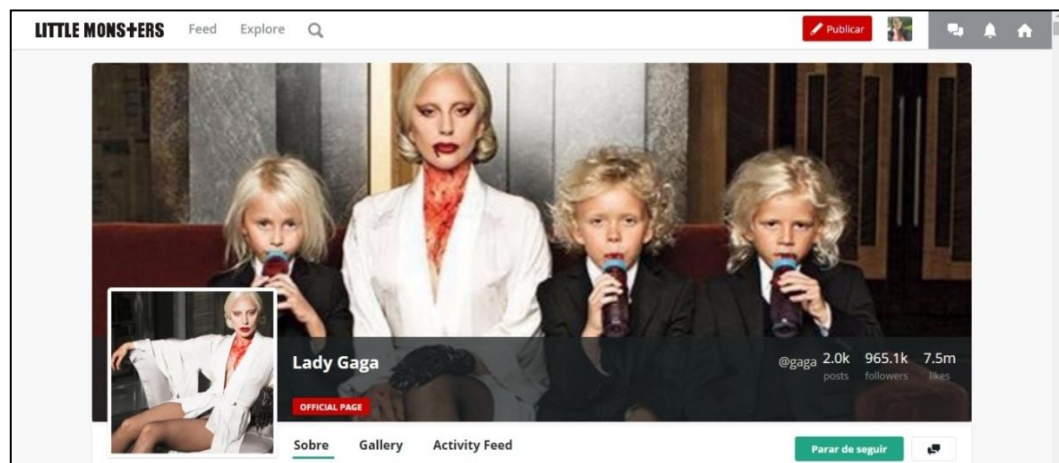 LITTLE MONSTERS Feed Explore Publicar
Lady Gaga
@gaga 2.0k 965.1k 7.5m
posts followers likes
OFFICIAL PAGE
Sobre Gallery Activity Feed Parar de seguir